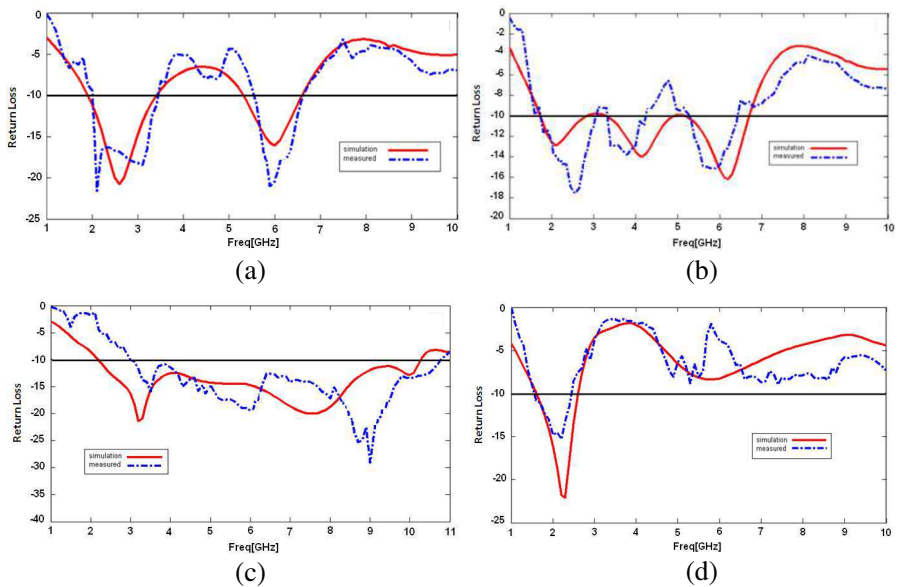 0
-5
-10
-15
-20
-25
Return Loss
simulation
measured
1 2 3 4 5 6 7 8 9 10
Freq[GHz]
(a)
0
-2
-4
-6
-8
-10
-12
-14
-16
-18
-20
Return Loss
simulation
measured
1 2 3 4 5 6 7 8 9 10
Freq[GHz]
(b)
0
-5
-10
-15
-20
-25
-30
-35
-40
Return Loss
simulation
measured
1 2 3 4 5 6 7 8 9 10 11
Freq[GHz]
(c)
0
-5
-10
-15
-20
-25
Return Loss
simulation
measured
1 2 3 4 5 6 7 8 9 10
Freq[GHz]
(d)